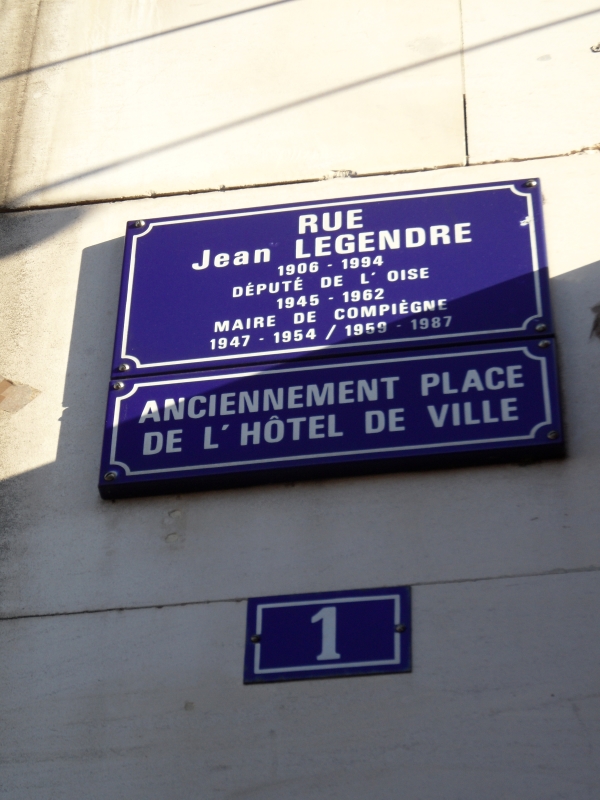 RUE
Jean LEGENDRE
1906 - 1994
DÉPUTÉ DE L' OISE
1945 - 1962
MAIRE DE COMPIÈGNE
1947 - 1954 / 1959 - 1987
ANCIENNEMENT PLACE
DE L' HÔTEL DE VILLE
1